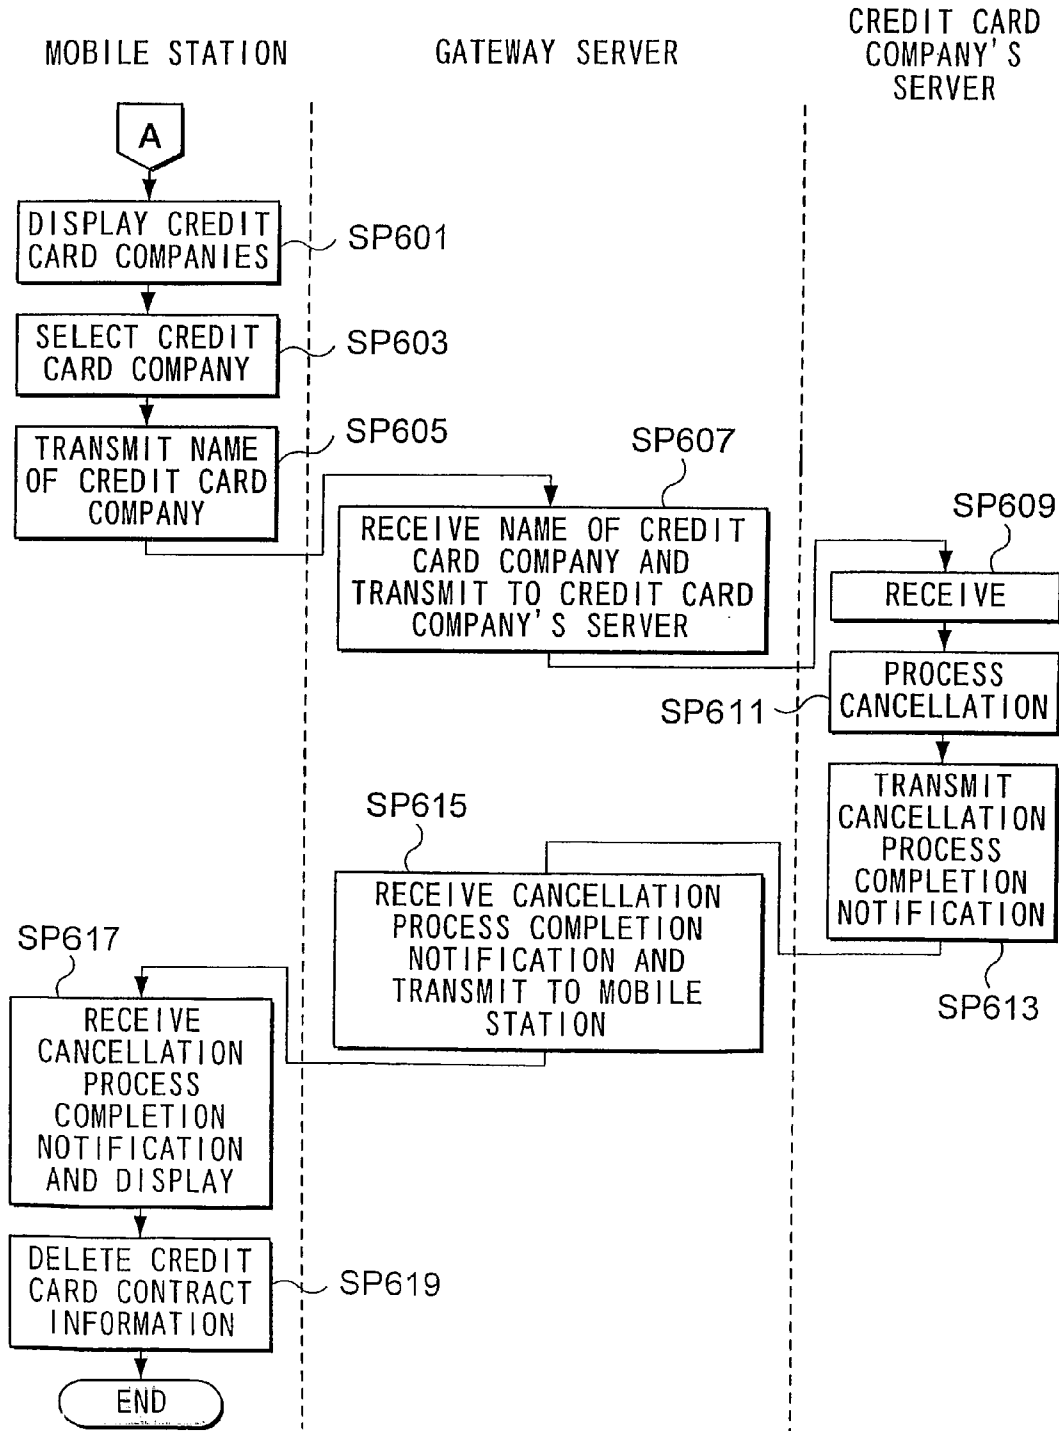 MOBILE STATION
GATEWAY SERVER
CREDIT CARD
COMPANY'S
SERVER
A
DISPLAY CREDIT
CARD COMPANIES
SP601
SELECT CREDIT
CARD COMPANY
SP603
TRANSMIT NAME
OF CREDIT CARD
COMPANY
SP605
SP607
RECEIVE NAME OF CREDIT
CARD COMPANY AND
TRANSMIT TO CREDIT CARD
COMPANY'S SERVER
SP609
RECEIVE
PROCESS
CANCELLATION
SP611
TRANSMIT
CANCELLATION
PROCESS
COMPLETION
NOTIFICATION
SP613
SP615
RECEIVE CANCELLATION
PROCESS COMPLETION
NOTIFICATION AND
TRANSMIT TO MOBILE
STATION
SP617
RECEIVE
CANCELLATION
PROCESS
COMPLETION
NOTIFICATION
AND DISPLAY
DELETE CREDIT
CARD CONTRACT
INFORMATION
SP619
END